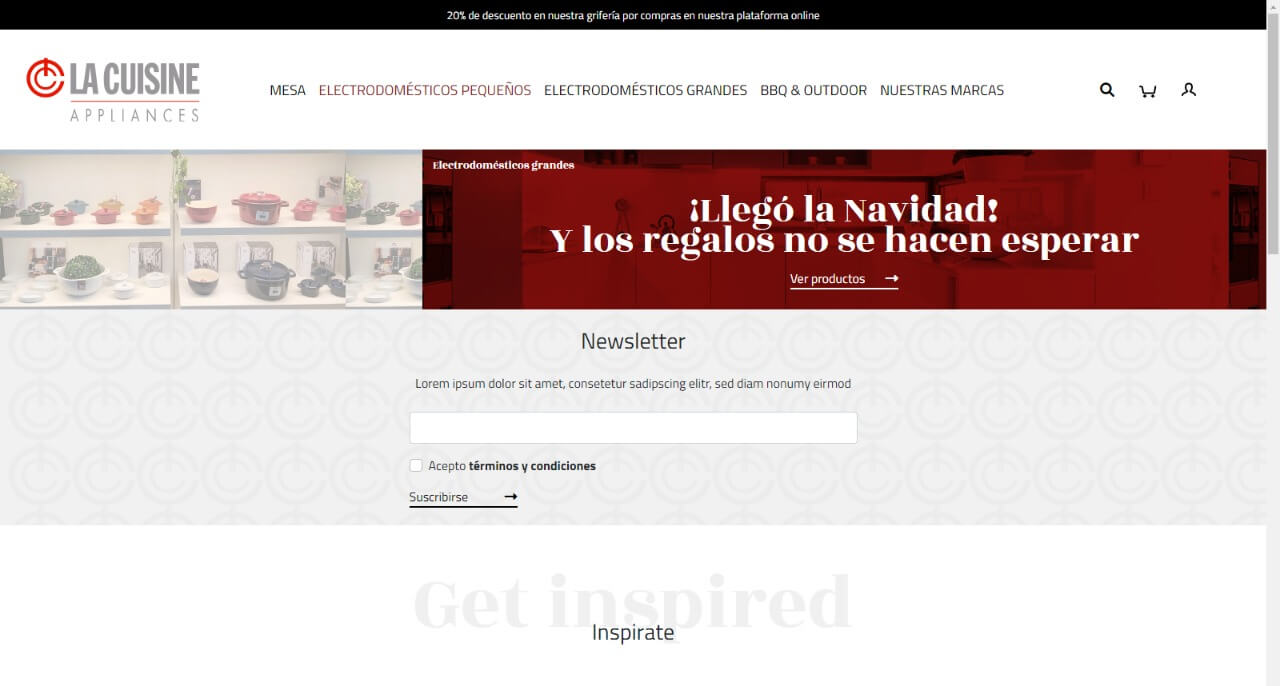 20% de descuento en nuestra grifería por compras en nuestra plataforma online
LA CUISINE
APPLIANCES
MESA ELECTRODOMÉSTICOS PEQUEÑOS ELECTRODOMÉSTICOS GRANDES BBQ & OUTDOOR NUESTRAS MARCAS
Electrodomésticos grandes
¡Llegó la Navidad!
Y los regalos no se hacen esperar
Ver productos
Newsletter
Lorem ipsum dolor sit amet, consetetur sadipscing elitr, sed diam nonumy eirmod
Acepto términos y condiciones
Suscribirse
Get inspired
Inspirate